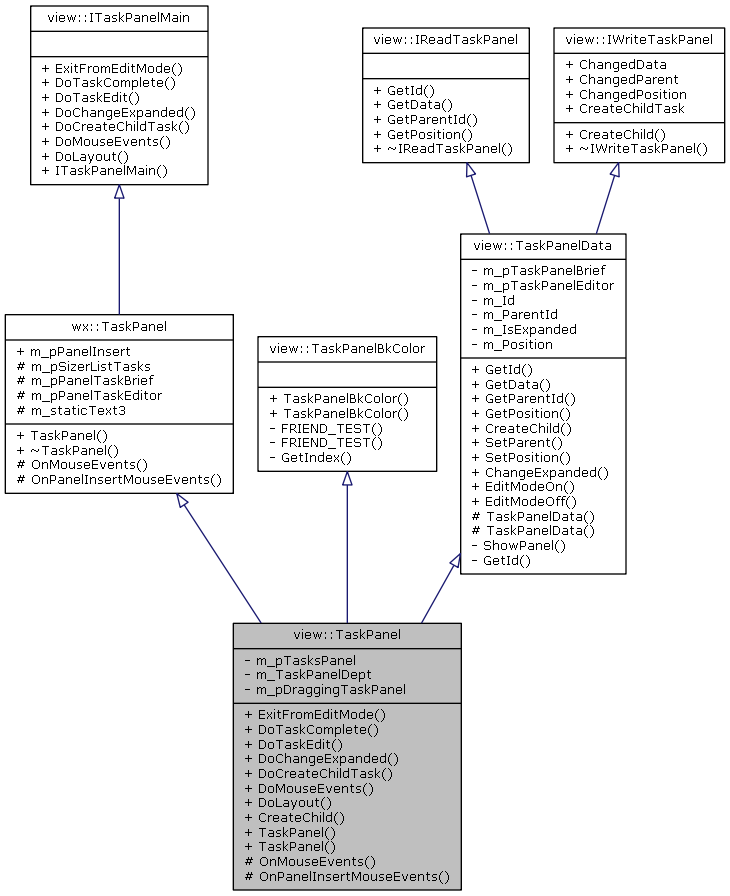 view::ITaskPanelMain
+ ExitFromEditMode()
+ DoTaskComplete()
+ DoTaskEdit()
+ DoChangeExpanded()
+ DoCreateChildTask()
+ DoMouseEvents()
+ DoLayout()
+ ITaskPanelMain()
view::IReadTaskPanel
+ GetId()
+ GetData()
+ GetParentId()
+ GetPosition()
+ ~IReadTaskPanel()
view::IWriteTaskPanel
+ ChangedData
+ ChangedParent
+ ChangedPosition
+ CreateChildTask
+ CreateChild()
+ ~IWriteTaskPanel()
view::TaskPanelData
- m_pTaskPanelBrief
- m_pTaskPanelEditor
- m_Id
- m_ParentId
- m_IsExpanded
- m_Position
+ GetId()
+ GetData()
+ GetParentId()
+ GetPosition()
+ CreateChild()
+ SetParent()
+ SetPosition()
+ ChangeExpanded()
+ EditModeOn()
+ EditModeOff()
# TaskPanelData()
# TaskPanelData()
- ShowPanel()
- GetId()
wx::TaskPanel
+ m_pPanelInsert
# m_pSizerListTasks
# m_pPanelTaskBrief
# m_pPanelTaskEditor
# m_staticText3
+ TaskPanel()
+ ~TaskPanel()
# OnMouseEvents()
# OnPanelInsertMouseEvents()
view::TaskPanelBkColor
+ TaskPanelBkColor()
+ TaskPanelBkColor()
- FRIEND_TEST()
- FRIEND_TEST()
- GetIndex()
view::TaskPanel
- m_pTasksPanel
- m_TaskPanelDept
- m_pDraggingTaskPanel
+ ExitFromEditMode()
+ DoTaskComplete()
+ DoTaskEdit()
+ DoChangeExpanded()
+ DoCreateChildTask()
+ DoMouseEvents()
+ DoLayout()
+ CreateChild()
+ TaskPanel()
+ TaskPanel()
# OnMouseEvents()
# OnPanelInsertMouseEvents()